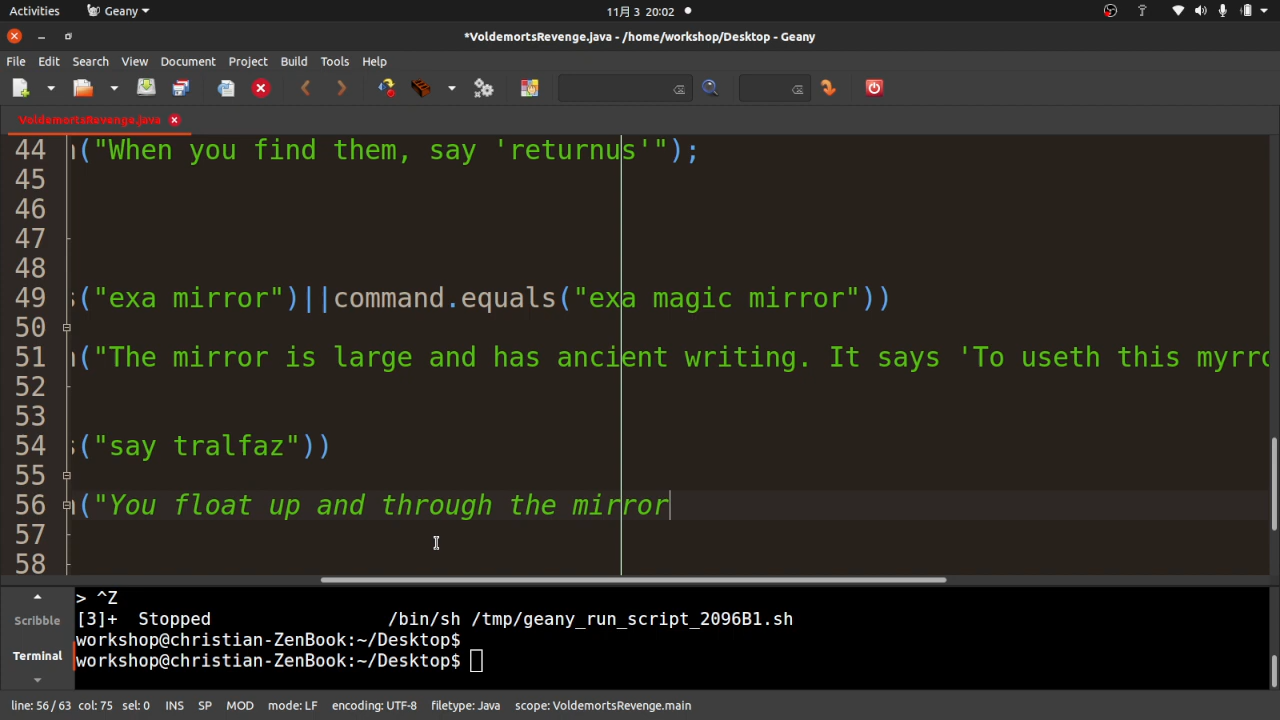 Activities Geany 11月 3 20:02
*VoldemortsRevenge.java - /home/workshop/Desktop - Geany
File Edit Search View Document Project Build Tools Help
VoldemortsRevenge.java
44 ("When you find them, say 'returnus'");
45
46
47
48
49 ("exa mirror")||command.equals("exa magic mirror"))
50
51 ("The mirror is large and has ancient writing. It says 'To useth this myrro
52
53
54 ("say tralfaz"))
55
56 ("You float up and through the mirror
57
58
> ^Z
Scribble [3]+ Stopped /bin/sh /tmp/geany_run_script_2096B1.sh
workshop@christian-ZenBook:~/Desktop$
Terminal workshop@christian-ZenBook:~/Desktop$
line: 56 / 63 col: 75 sel: 0 INS SP MOD mode: LF encoding: UTF-8 filetype: Java scope: VoldemortsRevenge.main